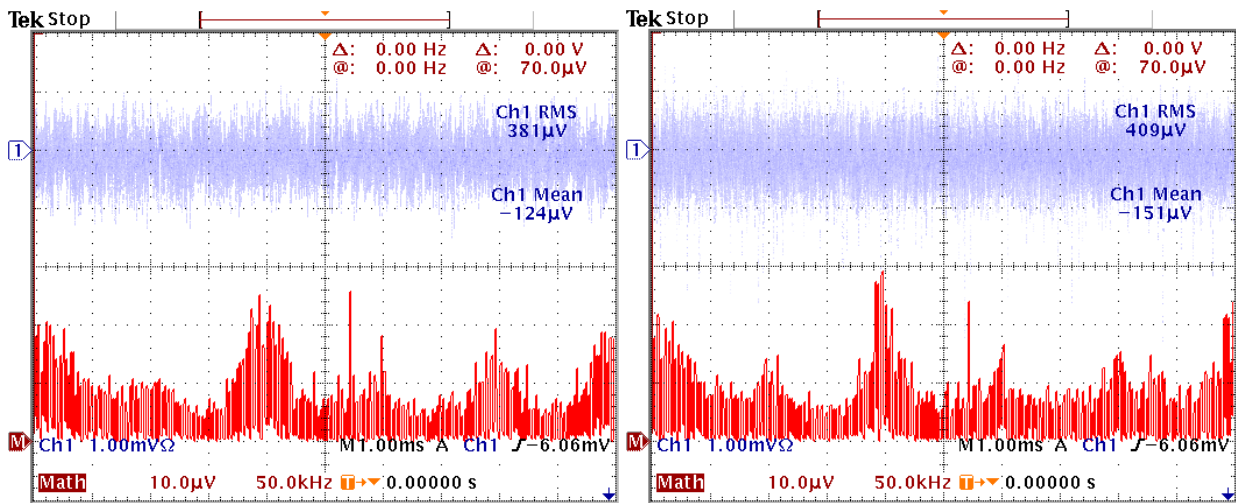 Tek Stop
Δ: 0.00 Hz Δ: 0.00 V
@: 0.00 Hz @: 70.0µV
Ch1 RMS
381µV
1
Ch1 Mean
−124µV
M
Ch1 1.00mVΩ M1.00ms A Ch1 −6.06mV
Math 10.0µV 50.0kHz T 0.00000 s
Tek Stop
Δ: 0.00 Hz Δ: 0.00 V
@: 0.00 Hz @: 70.0µV
Ch1 RMS
409µV
1
Ch1 Mean
−151µV
M
Ch1 1.00mVΩ M1.00ms A Ch1 −6.06mV
Math 10.0µV 50.0kHz T 0.00000 s